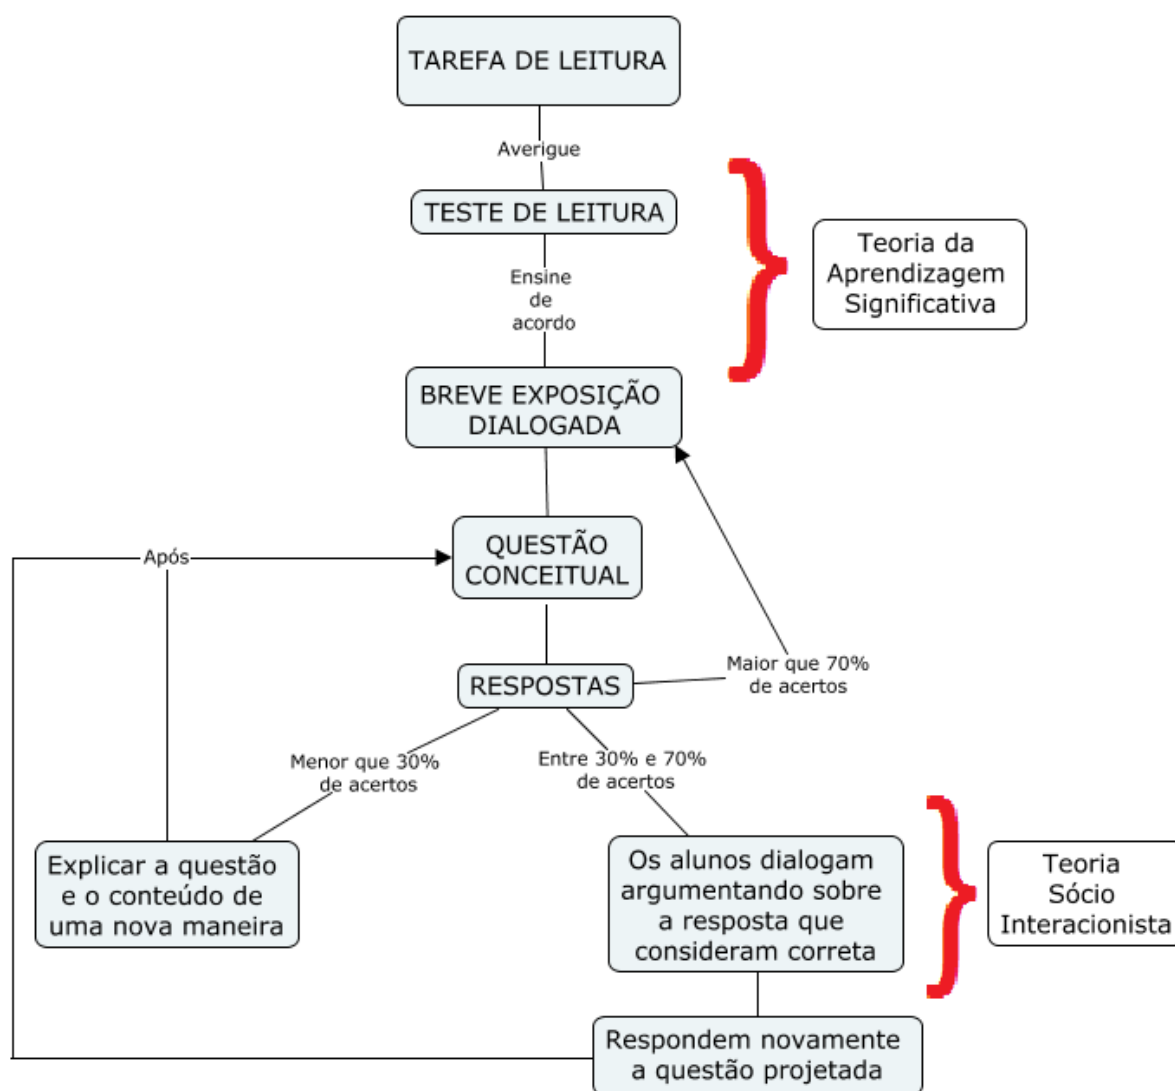 TAREFA DE LEITURA
Averigue
TESTE DE LEITURA
Teoria da
Aprendizagem
Significativa
Ensine
de
acordo
BREVE EXPOSIÇÃO
DIALOGADA
QUESTÃO
CONCEITUAL
Após
RESPOSTAS
Maior que 70%
de acertos
Menor que 30%
de acertos
Entre 30% e 70%
de acertos
Explicar a questão
e o conteúdo de
uma nova maneira
Os alunos dialogam
argumentando sobre
a resposta que
consideram correta
Teoria
Sócio
Interacionista
Respondem novamente
a questão projetada